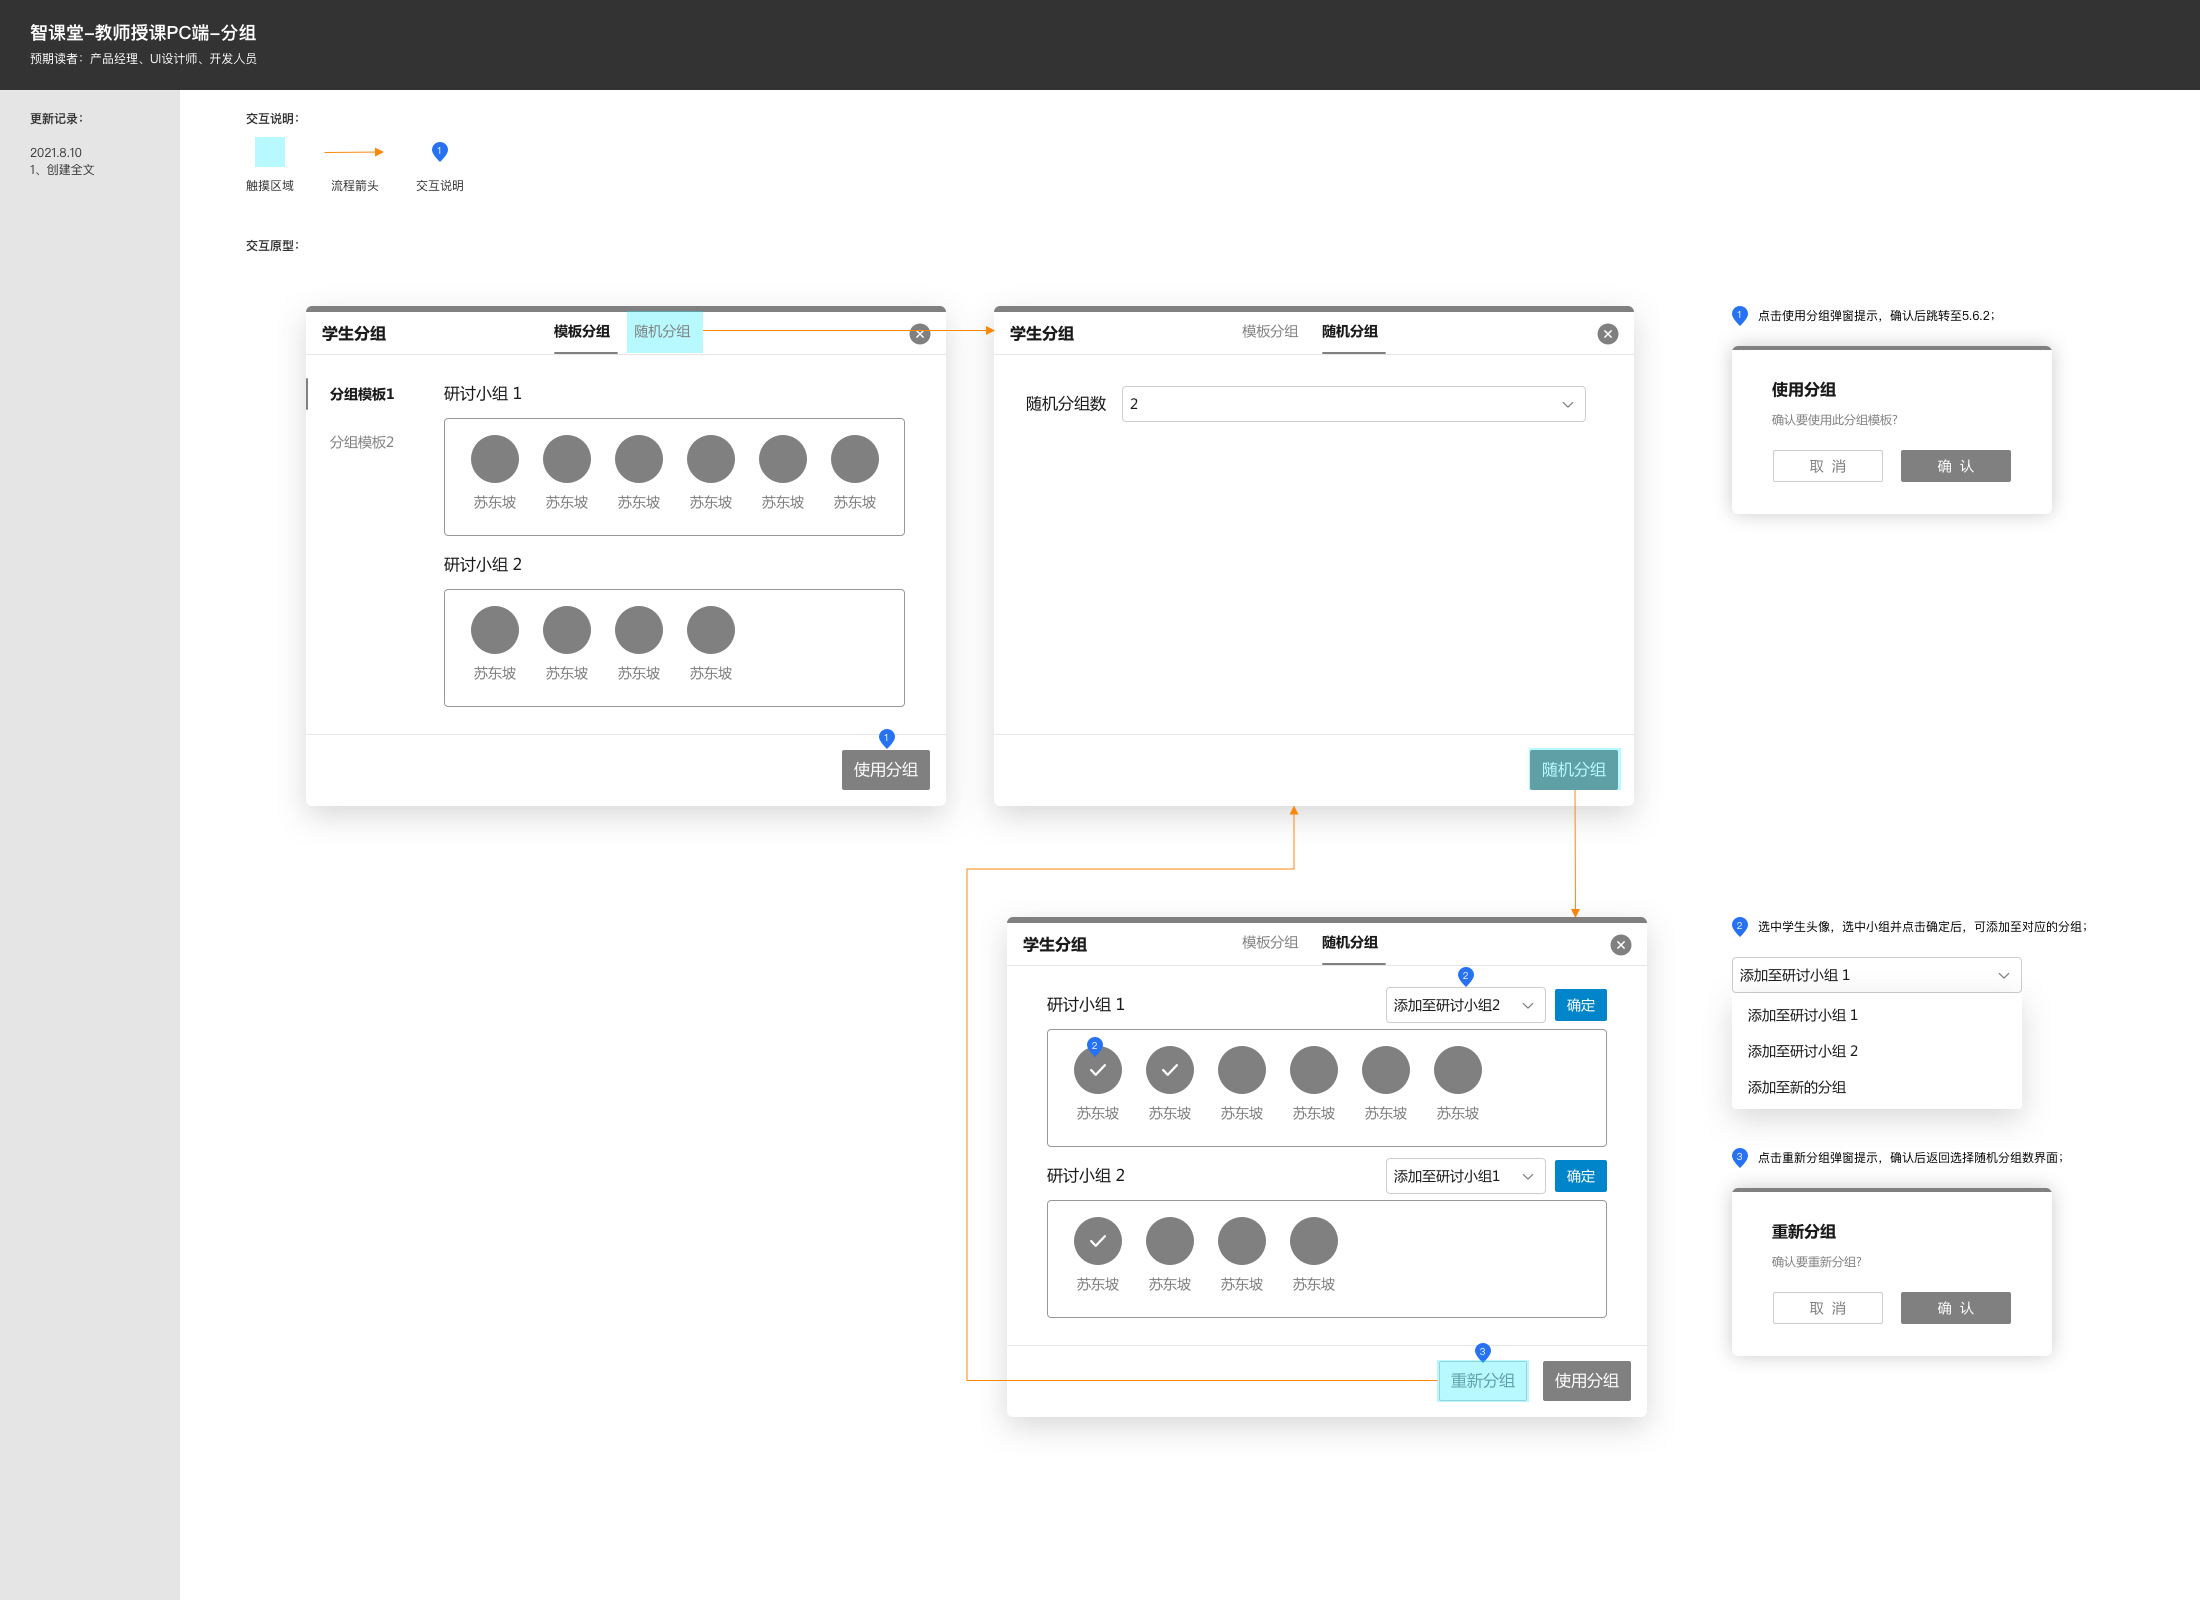 智课堂-教师授课PC端-分组
预期读者：产品经理、UI设计师、开发人员
更新记录：
2021.8.10
1、创建全文
交互说明：
1
触摸区域 流程箭头 交互说明
交互原型：
学生分组 模板分组 随机分组
分组模板1
分组模板2
研讨小组 1
苏东坡 苏东坡 苏东坡 苏东坡 苏东坡 苏东坡
研讨小组 2
苏东坡 苏东坡 苏东坡 苏东坡
1
使用分组
学生分组 模板分组 随机分组
随机分组数 2
随机分组
1 点击使用分组弹窗提示，确认后跳转至5.6.2；
使用分组
确认要使用此分组模板?
取 消 确 认
学生分组 模板分组 随机分组
2
研讨小组 1 添加至研讨小组2 确定
2
苏东坡 苏东坡 苏东坡 苏东坡 苏东坡 苏东坡
研讨小组 2 添加至研讨小组1 确定
苏东坡 苏东坡 苏东坡 苏东坡
3
重新分组 使用分组
2 选中学生头像，选中小组并点击确定后，可添加至对应的分组；
添加至研讨小组 1
添加至研讨小组 1
添加至研讨小组 2
添加至新的分组
3 点击重新分组弹窗提示，确认后返回选择随机分组数界面；
重新分组
确认要重新分组?
取 消 确 认